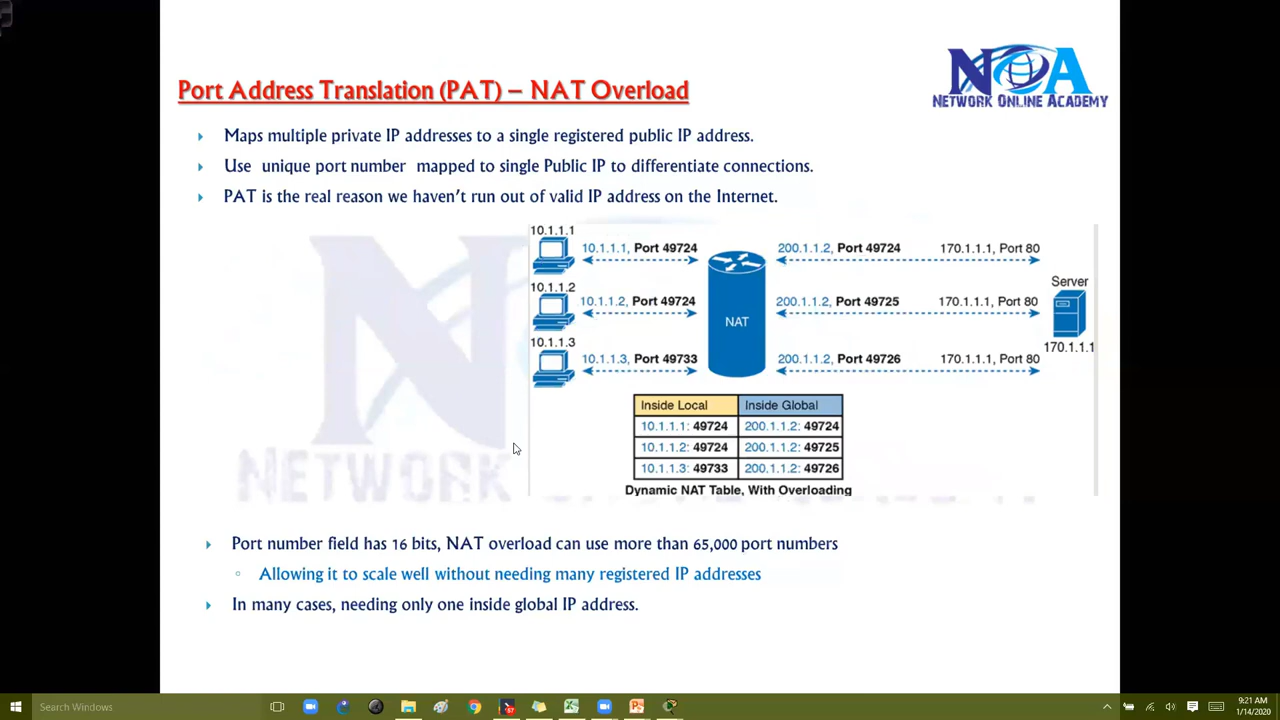 NOA
NETWORK ONLINE ACADEMY
Port Address Translation (PAT) – NAT Overload
Maps multiple private IP addresses to a single registered public IP address.
Use unique port number mapped to single Public IP to differentiate connections.
PAT is the real reason we haven't run out of valid IP address on the Internet.
10.1.1.1
10.1.1.1, Port 49724
200.1.1.2, Port 49724
170.1.1.1, Port 80
Server
10.1.1.2
10.1.1.2, Port 49724
200.1.1.2, Port 49725
170.1.1.1, Port 80
NAT
170.1.1.1
10.1.1.3
10.1.1.3, Port 49733
200.1.1.2, Port 49726
170.1.1.1, Port 80
Inside Local Inside Global
10.1.1.1: 49724 200.1.1.2: 49724
10.1.1.2: 49724 200.1.1.2: 49725
10.1.1.3: 49733 200.1.1.2: 49726
Dynamic NAT Table, With Overloading
NETWORK
Port number field has 16 bits, NAT overload can use more than 65,000 port numbers
Allowing it to scale well without needing many registered IP addresses
In many cases, needing only one inside global IP address.
Search Windows
9:21 AM
1/14/2020